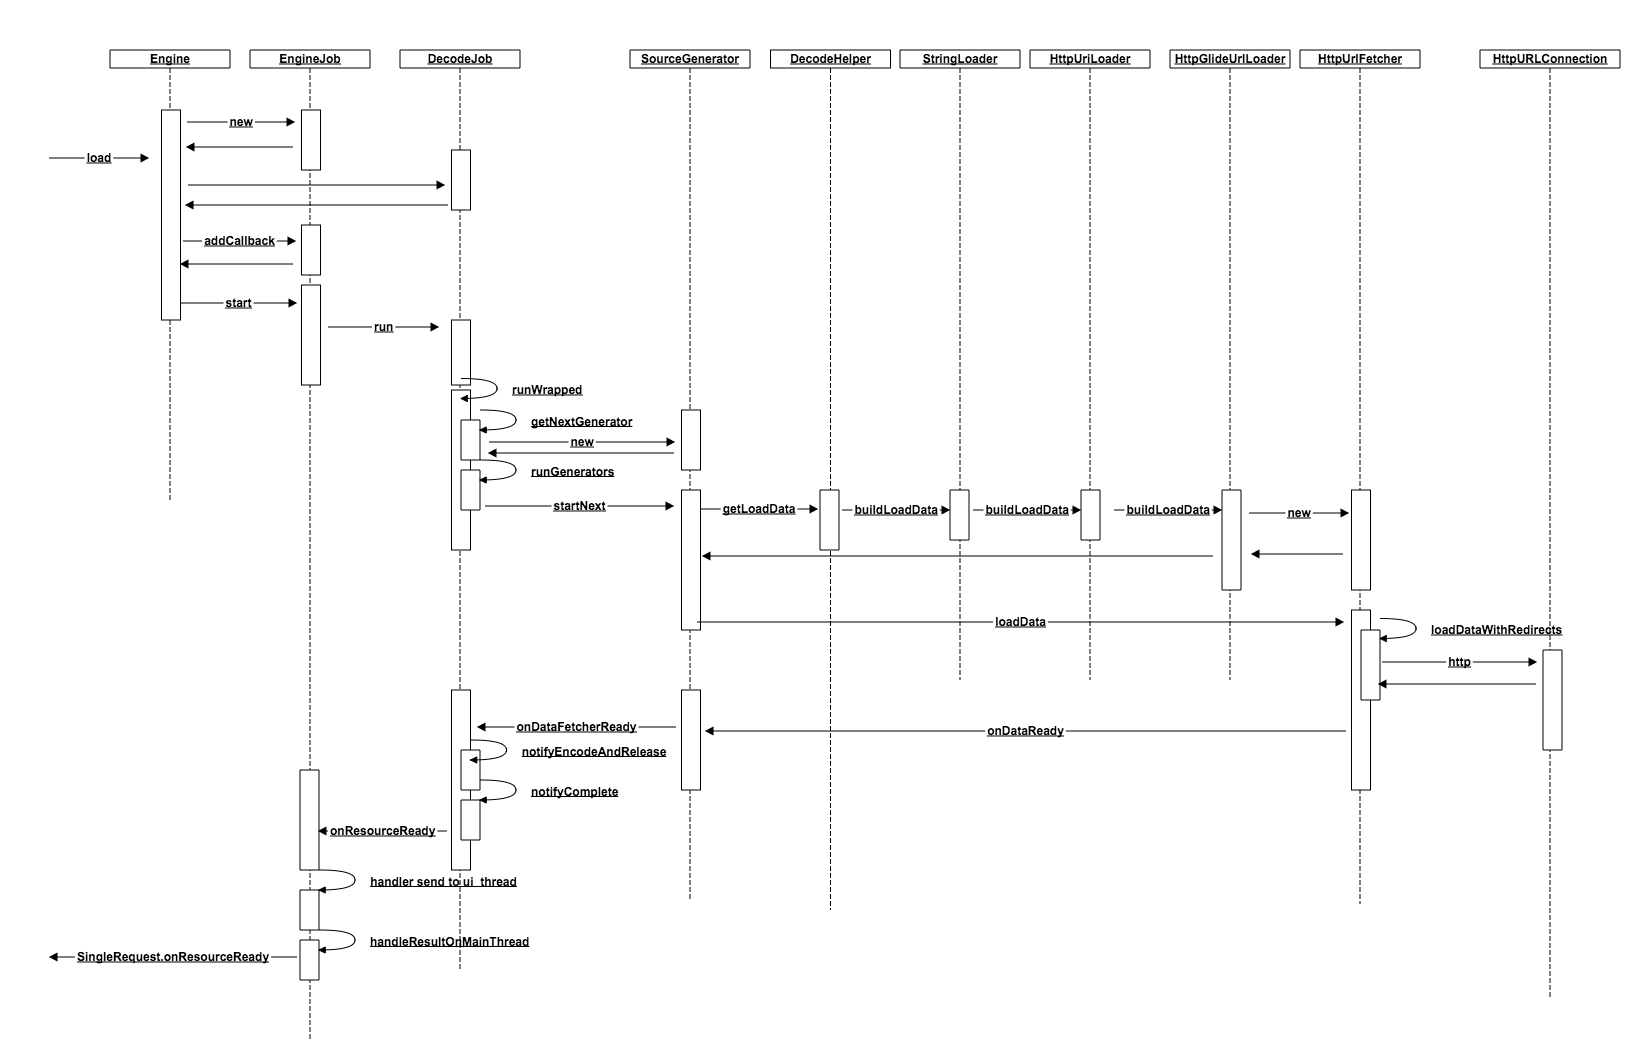 Engine
EngineJob
DecodeJob
SourceGenerator
DecodeHelper
StringLoader
HttpUriLoader
HttpGlideUrlLoader
HttpUrlFetcher
HttpURLConnection
new
load
addCallback
start
run
runWrapped
getNextGenerator
new
runGenerators
startNext
getLoadData
buildLoadData
buildLoadData
buildLoadData
new
loadData
loadDataWithRedirects
http
onDataFetcherReady
onDataReady
notifyEncodeAndRelease
notifyComplete
onResourceReady
handler send to ui_thread
handleResultOnMainThread
SingleRequest.onResourceReady